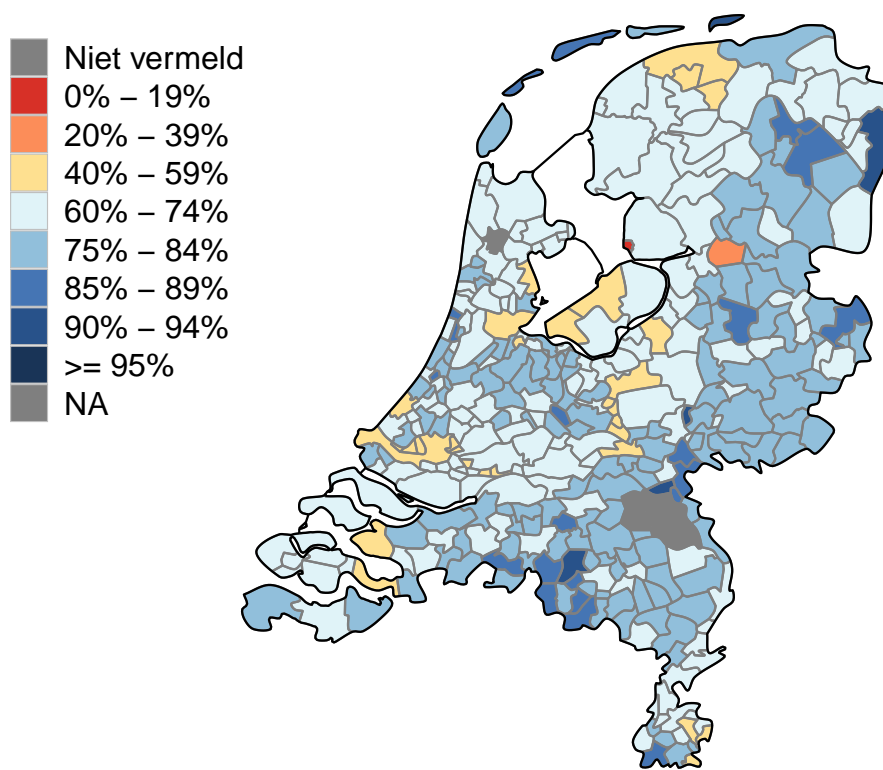 Niet vermeld
0% – 19%
20% – 39%
40% – 59%
60% – 74%
75% – 84%
85% – 89%
90% – 94%
>= 95%
NA